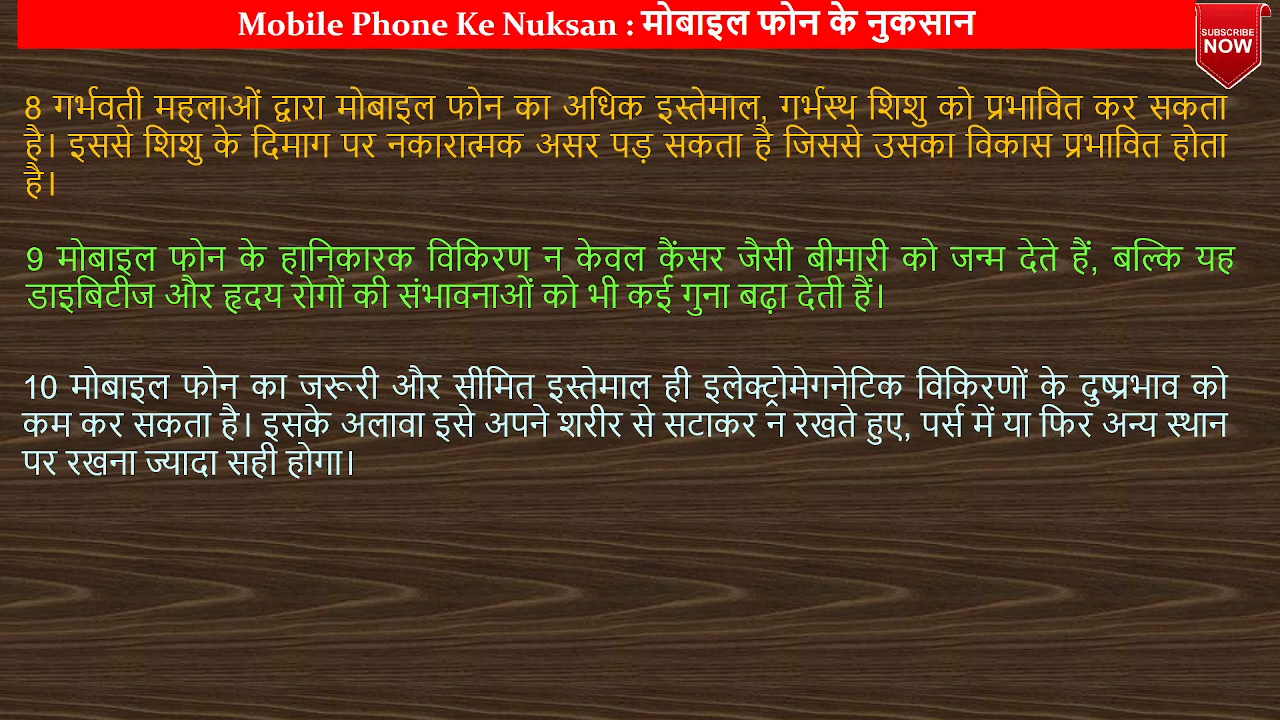 Mobile Phone Ke Nuksan : मोबाइल फोन के नुकसान
SUBSCRIBE
NOW
8 गर्भवती महलाओं द्वारा मोबाइल फोन का अधिक इस्तेमाल, गर्भस्थ शिशु को प्रभावित कर सकता
है। इससे शिशु के दिमाग पर नकारात्मक असर पड़ सकता है जिससे उसका विकास प्रभावित होता
है।
9 मोबाइल फोन के हानिकारक विकिरण न केवल कैंसर जैसी बीमारी को जन्म देते हैं, बल्कि यह
डाइबिटीज और हृदय रोगों की संभावनाओं को भी कई गुना बढ़ा देती हैं।
10 मोबाइल फोन का जरूरी और सीमित इस्तेमाल ही इलेक्ट्रोमेगनेटिक विकिरणों के दुष्प्रभाव को
कम कर सकता है। इसके अलावा इसे अपने शरीर से सटाकर न रखते हुए, पर्स में या फिर अन्य स्थान
पर रखना ज्यादा सही होगा।